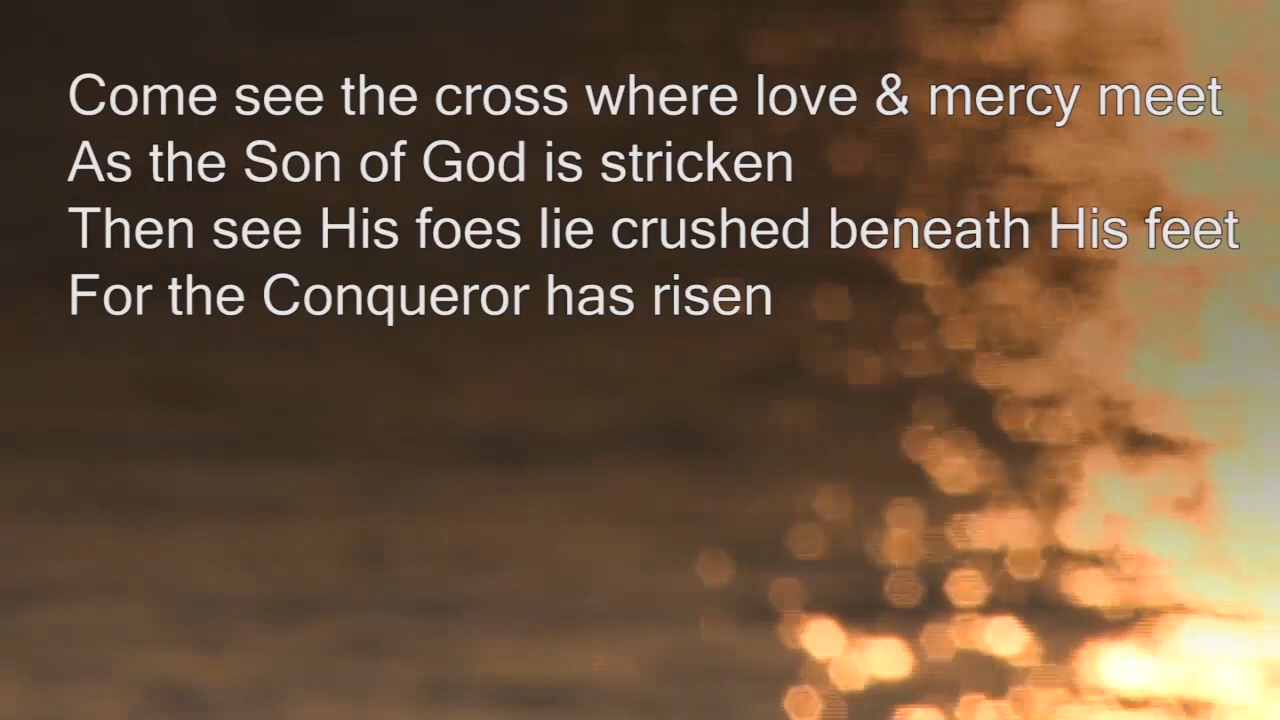 Come see the cross where love & mercy meet
As the Son of God is stricken
Then see His foes lie crushed beneath His feet
For the Conqueror has risen